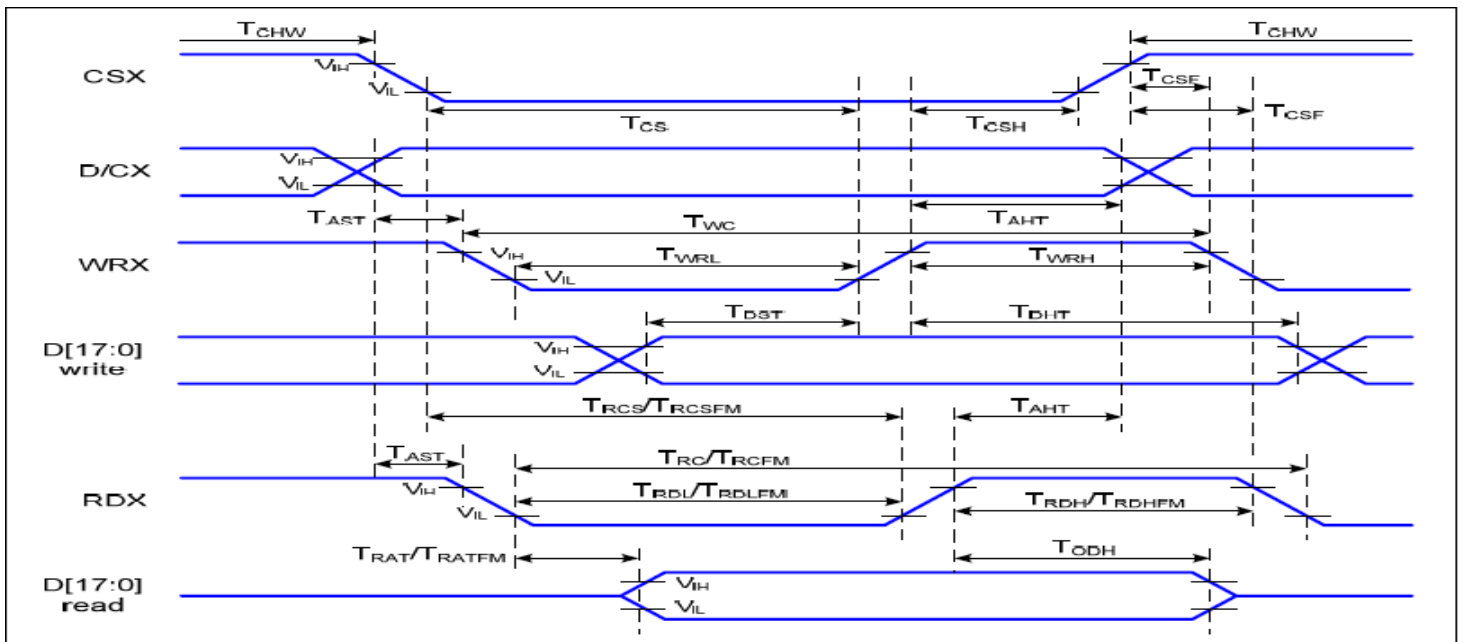 TCHW TCHW
VIH
CSX
VIL
TCSF
TCS TCSH TCSF
VIH
D/CX
VIL
TAST TWC TAHT
VIH TWRL TWRH
WRX
VIL
TDST TDHT
D[17:0]
write
VIH
VIL
TRCS/TRCSFM TAHT
TAST TRC/TRCFM
VIH TRDL/TRDLFM TRDH/TRDHFM
RDX
VIL
TRAT/TRATFM TODH
D[17:0]
read
VIH
VIL